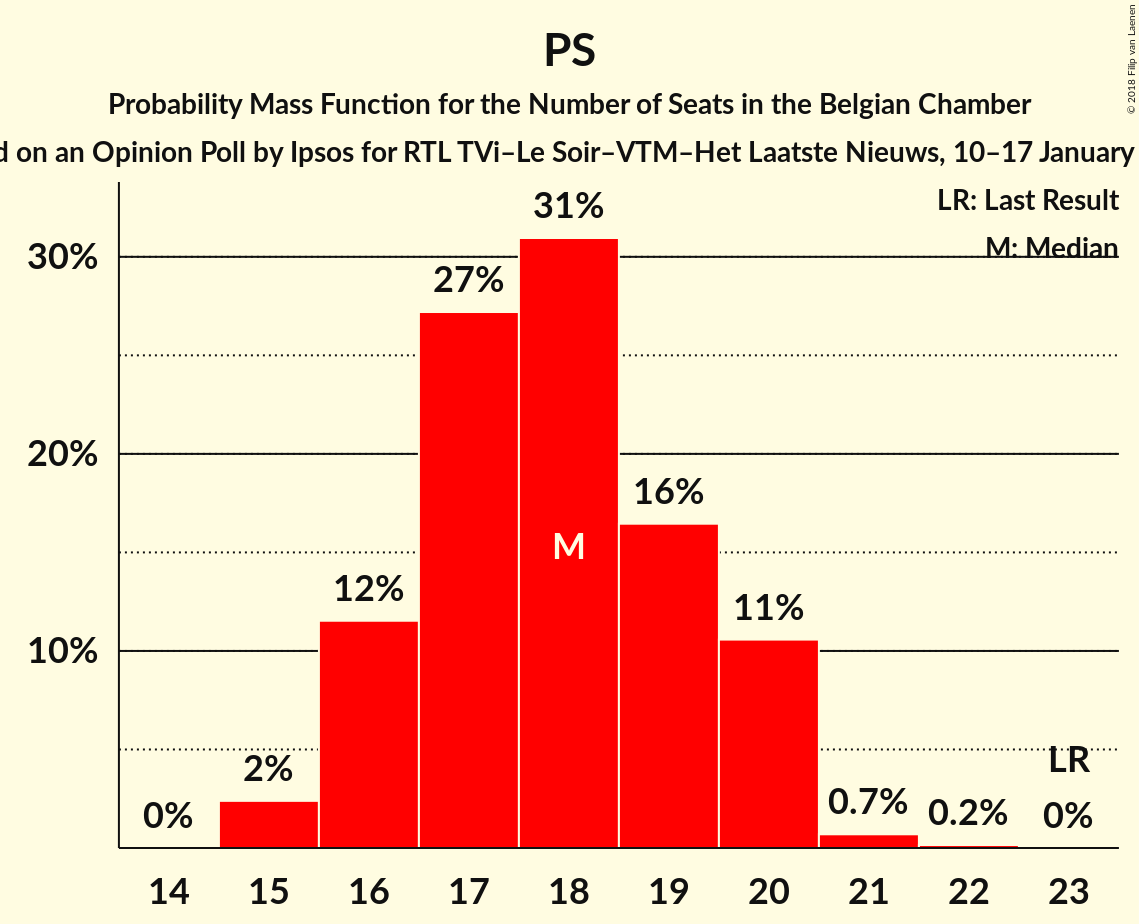 PS
Probability Mass Function for the Number of Seats in the Belgian Chamber
on an Opinion Poll by Ipsos for RTL TVi–Le Soir–VTM–Het Laatste Nieuws, 10–17 January
© 2018 Filip van Laenen
LR: Last Result
M: Median
31%
30%
27%
20%
16%
M
12%
11%
10%
LR
2%
0.7%
0.2%
0%
0%
14 15 16 17 18 19 20 21 22 23